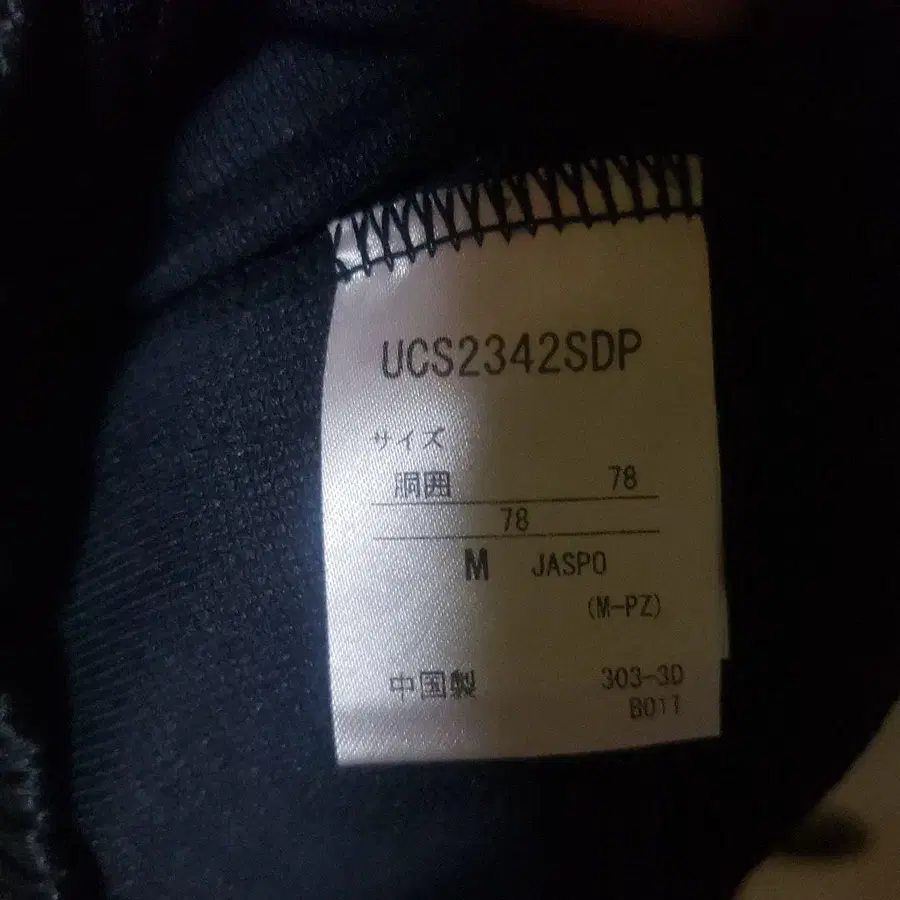 UCS2342SDP
サイズ
胴囲 78
78
M JASPO
(M-PZ)
中国製 303-3D
B011